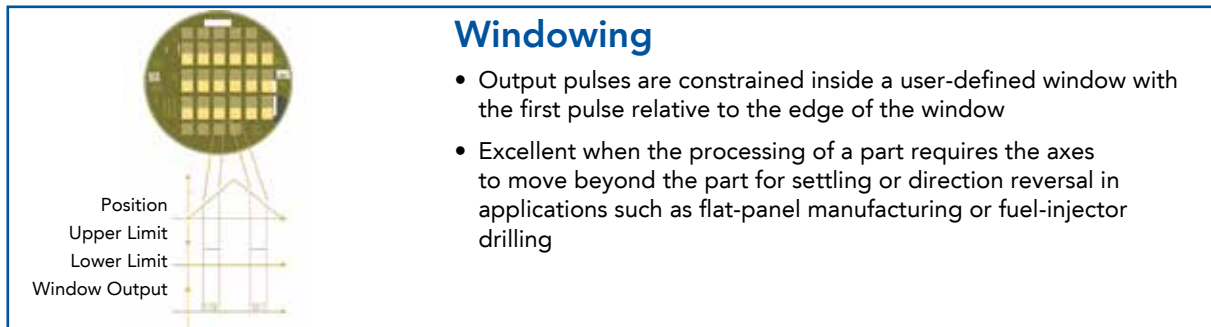 Windowing
• Output pulses are constrained inside a user-defined window with
the first pulse relative to the edge of the window
• Excellent when the processing of a part requires the axes
to move beyond the part for settling or direction reversal in
applications such as flat-panel manufacturing or fuel-injector
drilling
Position
Upper Limit
Lower Limit
Window Output